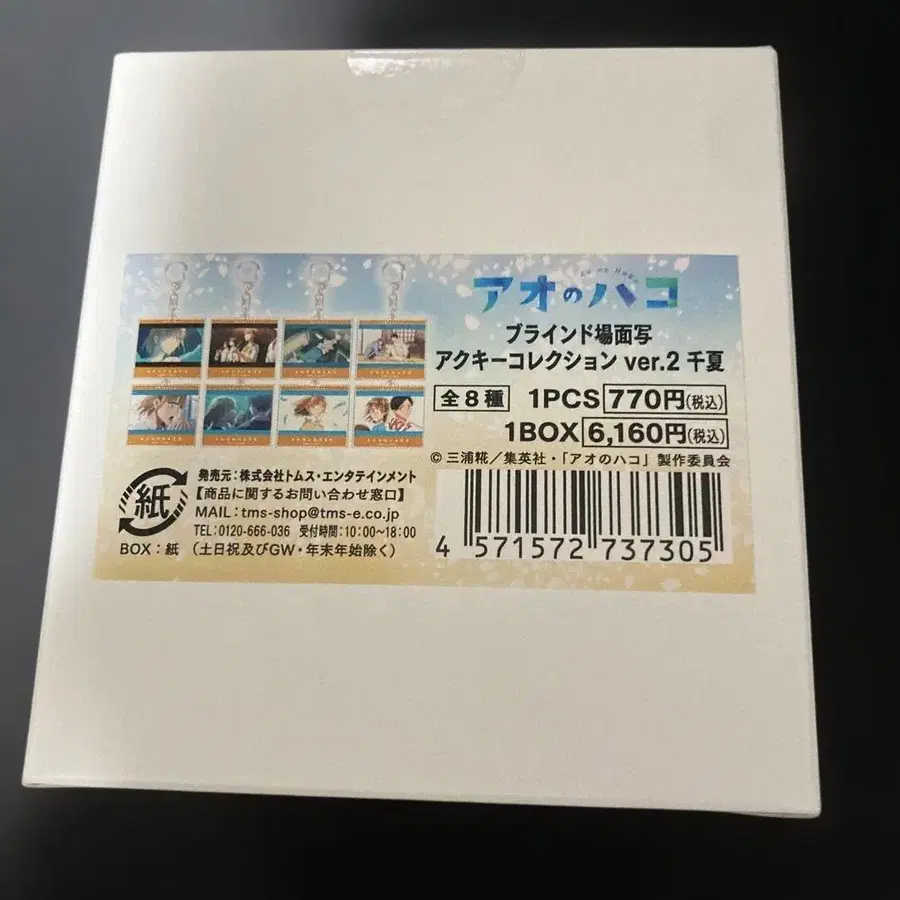 アオのハコ
ブラインド場面写
アクキーコレクション ver.2 千夏
全8種 1PCS 770円(税込)
1BOX 6,160円(税込)
© 三浦糀／集英社・「アオのハコ」製作委員会
発売元：株式会社トムス・エンタテインメント
【商品に関するお問い合わせ窓口】
MAIL：tms-shop@tms-e.co.jp
TEL：0120-666-036 受付時間：10:00〜18:00
(土日祝及びGW・年末年始除く)
紙
BOX：紙
4 571572 737305